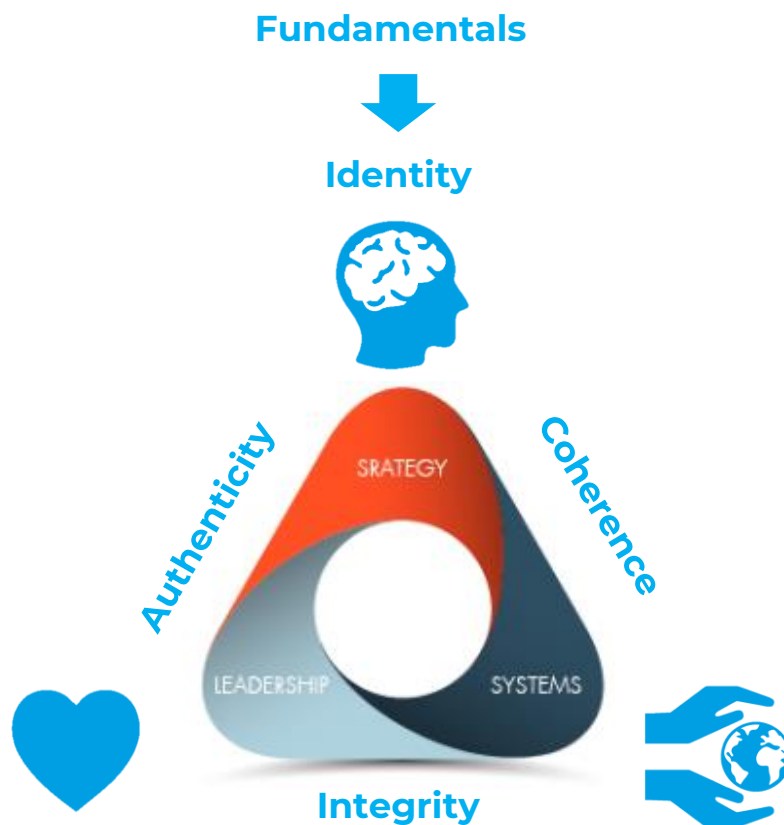 Fundamentals
Identity
Authenticity
Coherence
SRATEGY
LEADERSHIP
SYSTEMS
Integrity